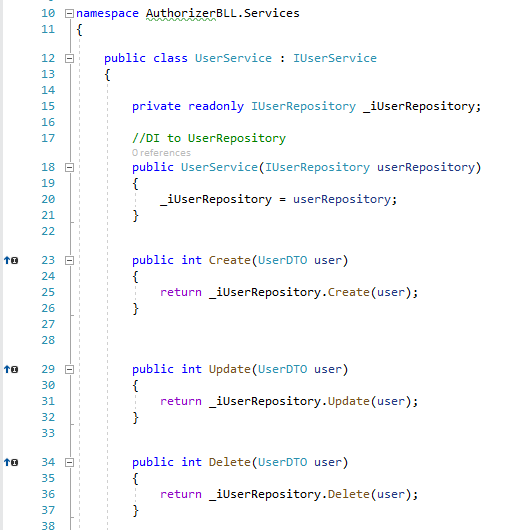 10 namespace AuthorizerBLL.Services
11 {
12 public class UserService : IUserService
13 {
14
15 private readonly IUserRepository _iUserRepository;
16
17 //DI to UserRepository
0 references
18 public UserService(IUserRepository userRepository)
19 {
20 _iUserRepository = userRepository;
21 }
22
23 public int Create(UserDTO user)
24 {
25 return _iUserRepository.Create(user);
26 }
27
28
29 public int Update(UserDTO user)
30 {
31 return _iUserRepository.Update(user);
32 }
33
34 public int Delete(UserDTO user)
35 {
36 return _iUserRepository.Delete(user);
37 }
38